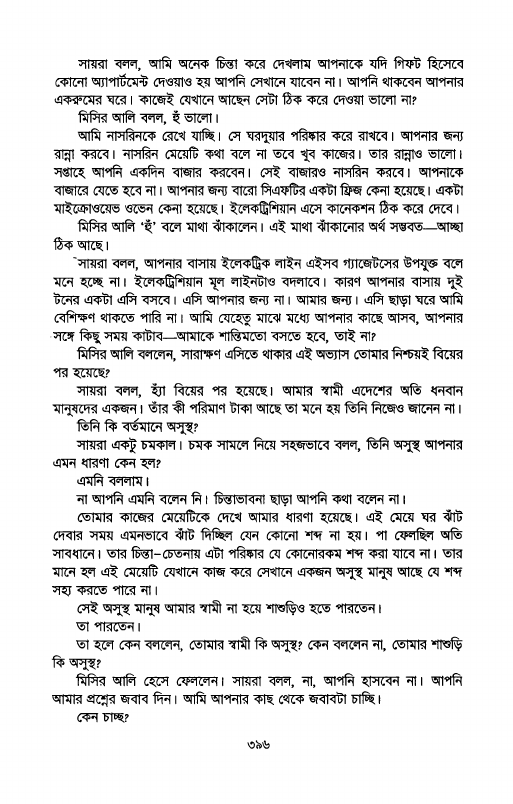 সায়রা বলল, আমি অনেক চিন্তা করে দেখলাম আপনাকে যদি গিফট হিসেবে
কোনো অ্যাপার্টমেন্ট দেওয়াও হয় আপনি সেখানে যাবেন না। আপনি থাকবেন আপনার
একরুমের ঘরে। কাজেই যেখানে আছেন সেটা ঠিক করে দেওয়া ভালো না?
মিসির আলি বলল, হুঁ ভালো।
আমি নাসরিনকে রেখে যাচ্ছি। সে ঘরদুয়ার পরিষ্কার করে রাখবে। আপনার জন্য
রান্না করবে। নাসরিন মেয়েটি কথা বলে না তবে খুব কাজের। তার রান্নাও ভালো।
সপ্তাহে আপনি একদিন বাজার করবেন। সেই বাজারও নাসরিন করবে। আপনাকে
বাজারে যেতে হবে না। আপনার জন্য বারো সিএফটির একটা ফ্রিজ কেনা হয়েছে। একটা
মাইক্রোওয়েভ ওভেন কেনা হয়েছে। ইলেকট্রিশিয়ান এসে কানেকশন ঠিক করে দেবে।
মিসির আলি ‘হুঁ’ বলে মাথা ঝাঁকালেন। এই মাথা ঝাঁকানোর অর্থ সম্ভবত—আচ্ছা
ঠিক আছে।
`সায়রা বলল, আপনার বাসায় ইলেকট্রিক লাইন এইসব গ্যাজেটসের উপযুক্ত বলে
মনে হচ্ছে না। ইলেকট্রিশিয়ান মূল লাইনটাও বদলাবে। কারণ আপনার বাসায় দুই
টনের একটা এসি বসবে। এসি আপনার জন্য না। আমার জন্য। এসি ছাড়া ঘরে আমি
বেশিক্ষণ থাকতে পারি না। আমি যেহেতু মাঝে মধ্যে আপনার কাছে আসব, আপনার
সঙ্গে কিছু সময় কাটাব—আমাকে শান্তিমতো বসতে হবে, তাই না?
মিসির আলি বললেন, সারাক্ষণ এসিতে থাকার এই অভ্যাস তোমার নিশ্চয়ই বিয়ের
পর হয়েছে?
সায়রা বলল, হ্যাঁ বিয়ের পর হয়েছে। আমার স্বামী এদেশের অতি ধনবান
মানুষদের একজন। তাঁর কী পরিমাণ টাকা আছে তা মনে হয় তিনি নিজেও জানেন না।
তিনি কি বর্তমানে অসুস্থ?
সায়রা একটু চমকাল। চমক সামলে নিয়ে সহজভাবে বলল, তিনি অসুস্থ আপনার
এমন ধারণা কেন হল?
এমনি বললাম।
না আপনি এমনি বলেন নি। চিন্তাভাবনা ছাড়া আপনি কথা বলেন না।
তোমার কাজের মেয়েটিকে দেখে আমার ধারণা হয়েছে। এই মেয়ে ঘর ঝাঁট
দেবার সময় এমনভাবে ঝাঁট দিচ্ছিল যেন কোনো শব্দ না হয়। পা ফেলছিল অতি
সাবধানে। তার চিন্তা-চেতনায় এটা পরিষ্কার যে কোনোরকম শব্দ করা যাবে না। তার
মানে হল এই মেয়েটি যেখানে কাজ করে সেখানে একজন অসুস্থ মানুষ আছে যে শব্দ
সহ্য করতে পারে না।
সেই অসুস্থ মানুষ আমার স্বামী না হয়ে শাশুড়িও হতে পারতেন।
তা পারতেন।
তা হলে কেন বললেন, তোমার স্বামী কি অসুস্থ? কেন বললেন না, তোমার শাশুড়ি
কি অসুস্থ?
মিসির আলি হেসে ফেললেন। সায়রা বলল, না, আপনি হাসবেন না। আপনি
আমার প্রশ্নের জবাব দিন। আমি আপনার কাছ থেকে জবাবটা চাচ্ছি।
কেন চাচ্ছ?
৩৯৬